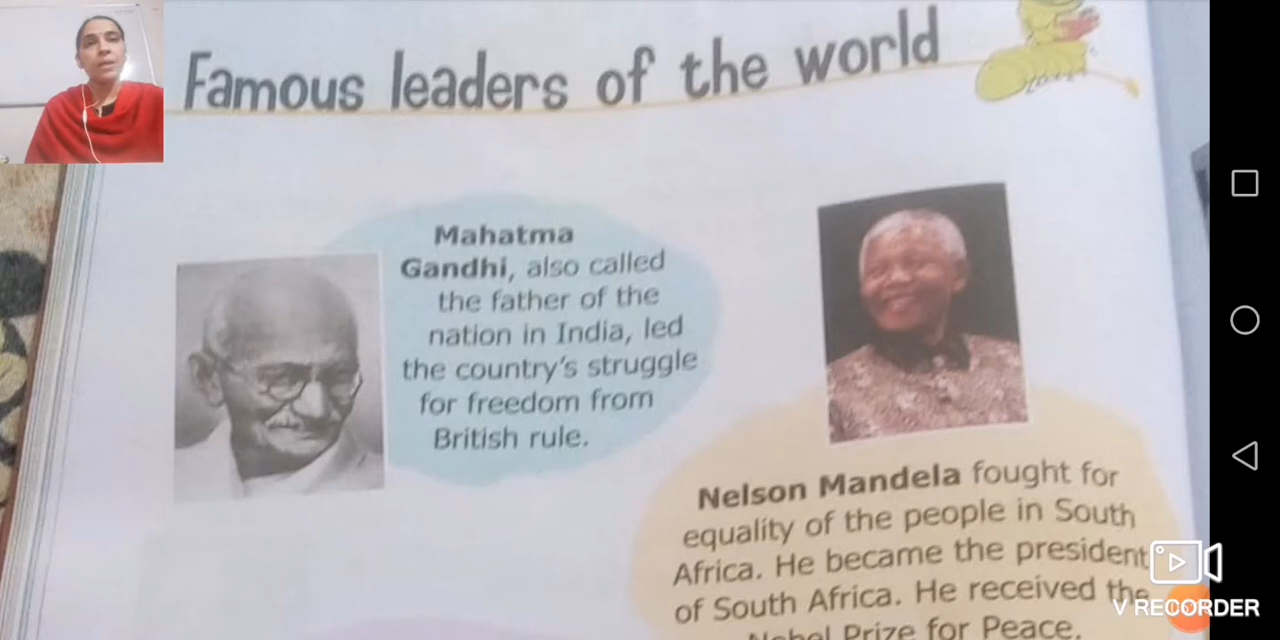 Famous leaders of the world
Mahatma
Gandhi, also called
the father of the
nation in India, led
the country's struggle
for freedom from
British rule.
Nelson Mandela fought for
equality of the people in South
Africa. He became the president
of South Africa. He received the
Nobel Prize for Peace.
V RECORDER